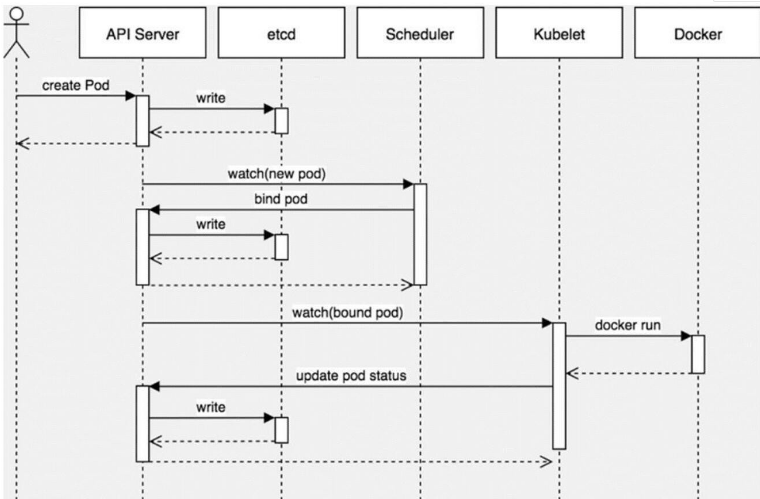 API Server
etcd
Scheduler
Kubelet
Docker
create Pod
write
watch(new pod)
bind pod
write
watch(bound pod)
docker run
update pod status
write